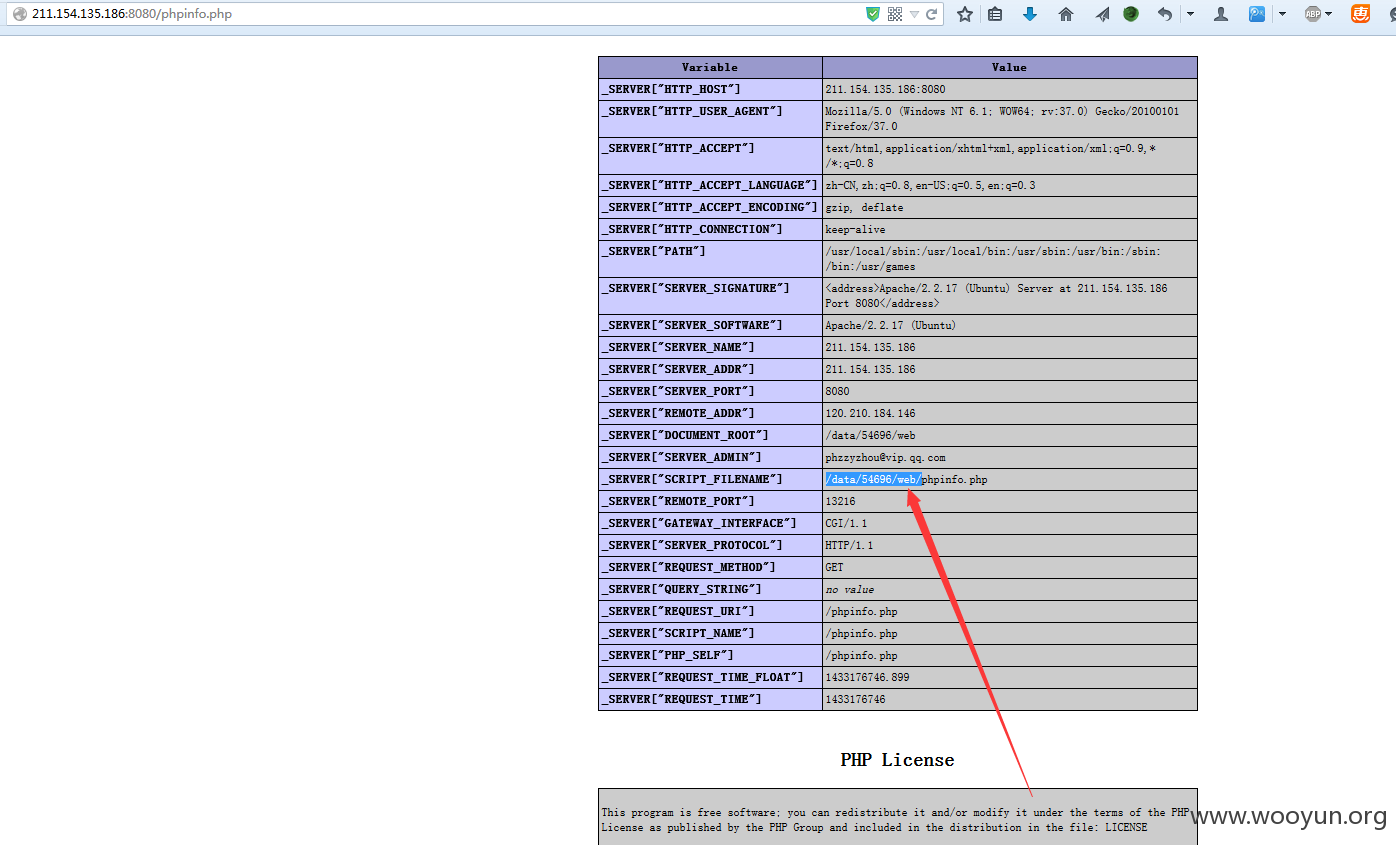 211.154.135.186:8080/phpinfo.php
ABP
惠
Variable Value
_SERVER["HTTP_HOST"] 211.154.135.186:8080
_SERVER["HTTP_USER_AGENT"] Mozilla/5.0 (Windows NT 6.1; WOW64; rv:37.0) Gecko/20100101
Firefox/37.0
_SERVER["HTTP_ACCEPT"] text/html,application/xhtml+xml,application/xml;q=0.9,*
/*;q=0.8
_SERVER["HTTP_ACCEPT_LANGUAGE"] zh-CN,zh;q=0.8,en-US;q=0.5,en;q=0.3
_SERVER["HTTP_ACCEPT_ENCODING"] gzip, deflate
_SERVER["HTTP_CONNECTION"] keep-alive
_SERVER["PATH"] /usr/local/sbin:/usr/local/bin:/usr/sbin:/usr/bin:/sbin:
/bin:/usr/games
_SERVER["SERVER_SIGNATURE"] <address>Apache/2.2.17 (Ubuntu) Server at 211.154.135.186
Port 8080</address>
_SERVER["SERVER_SOFTWARE"] Apache/2.2.17 (Ubuntu)
_SERVER["SERVER_NAME"] 211.154.135.186
_SERVER["SERVER_ADDR"] 211.154.135.186
_SERVER["SERVER_PORT"] 8080
_SERVER["REMOTE_ADDR"] 120.210.184.146
_SERVER["DOCUMENT_ROOT"] /data/54696/web
_SERVER["SERVER_ADMIN"] phzzyzhou@vip.qq.com
_SERVER["SCRIPT_FILENAME"] /data/54696/web/phpinfo.php
_SERVER["REMOTE_PORT"] 13216
_SERVER["GATEWAY_INTERFACE"] CGI/1.1
_SERVER["SERVER_PROTOCOL"] HTTP/1.1
_SERVER["REQUEST_METHOD"] GET
_SERVER["QUERY_STRING"] no value
_SERVER["REQUEST_URI"] /phpinfo.php
_SERVER["SCRIPT_NAME"] /phpinfo.php
_SERVER["PHP_SELF"] /phpinfo.php
_SERVER["REQUEST_TIME_FLOAT"] 1433176746.899
_SERVER["REQUEST_TIME"] 1433176746
PHP License
This program is free software; you can redistribute it and/or modify it under the terms of the PHP
License as published by the PHP Group and included in the distribution in the file: LICENSE
www.wooyun.org